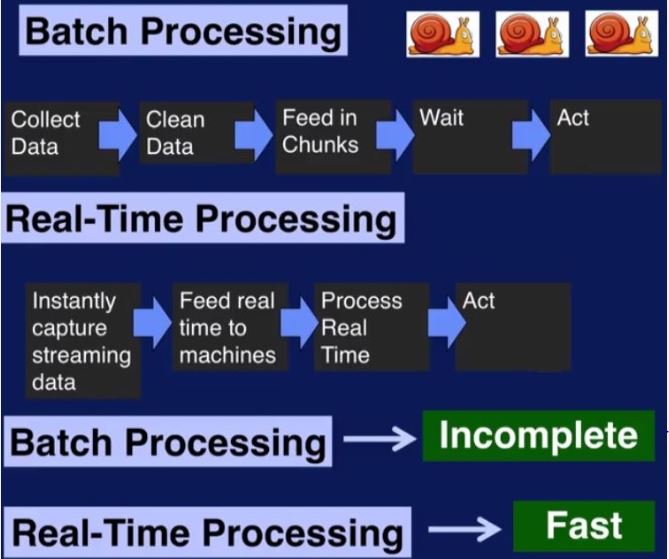 Batch Processing
Collect
Data
Clean
Data
Feed in
Chunks
Wait
Act
Real-Time Processing
Instantly
capture
streaming
data
Feed real
time to
machines
Process
Real
Time
Act
Batch Processing
Incomplete
Real-Time Processing
Fast